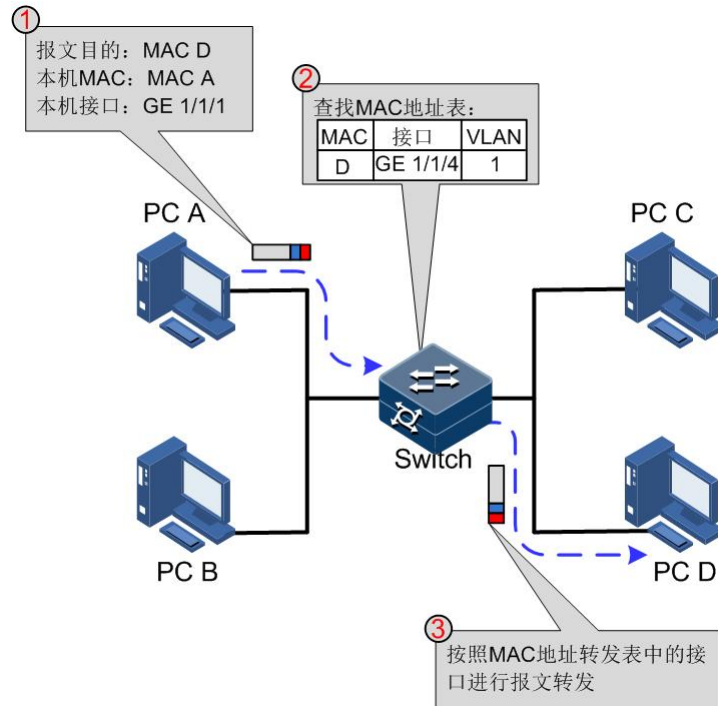 1
报文目的：MAC D
本机MAC：MAC A
本机接口：GE 1/1/1
2
查找MAC地址表：
MAC 接口 VLAN
D GE 1/1/4 1
PC A
PC C
Switch
PC B
PC D
3
按照MAC地址转发表中的接
口进行报文转发